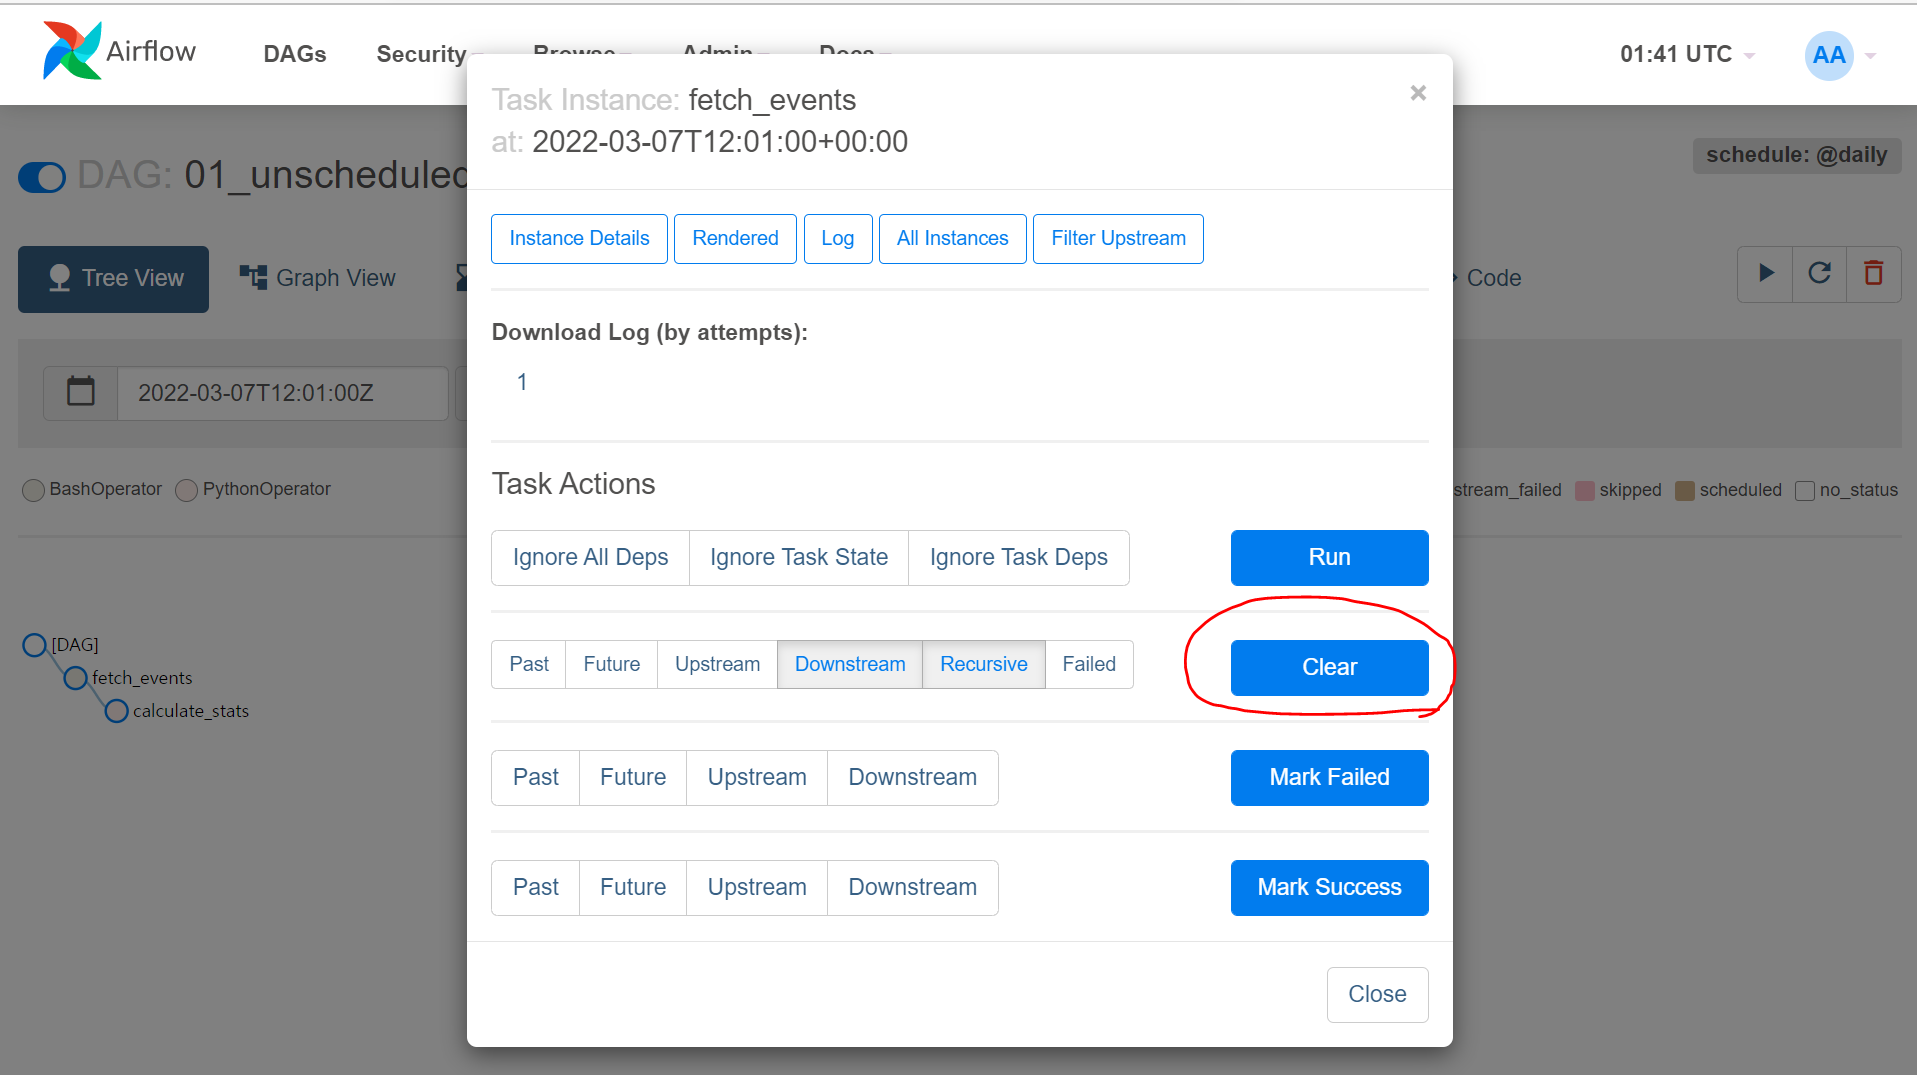 Airflow DAGs Security Browse Admin Docs 01:41 UTC AA
Task Instance: fetch_events ×
at: 2022-03-07T12:01:00+00:00
DAG: 01_unscheduled
schedule: @daily
Instance Details Rendered Log All Instances Filter Upstream
Tree View Graph View Code
Download Log (by attempts):
1
2022-03-07T12:01:00Z
Task Actions
BashOperator PythonOperator stream_failed skipped scheduled no_status
Ignore All Deps Ignore Task State Ignore Task Deps Run
[DAG]
Past Future Upstream Downstream Recursive Failed Clear
fetch_events
calculate_stats
Past Future Upstream Downstream Mark Failed
Past Future Upstream Downstream Mark Success
Close